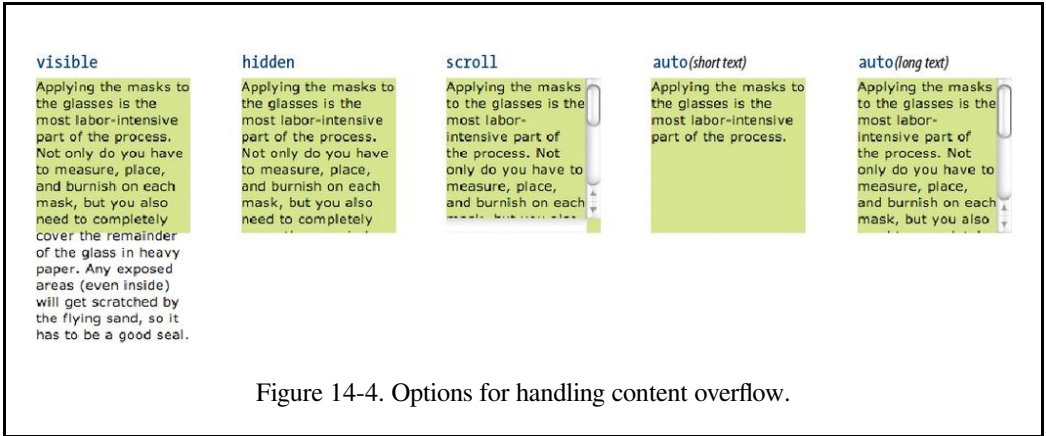 visible
Applying the masks to
the glasses is the
most labor-intensive
part of the process.
Not only do you have
to measure, place,
and burnish on each
mask, but you also
need to completely
cover the remainder
of the glass in heavy
paper. Any exposed
areas (even inside)
will get scratched by
the flying sand, so it
has to be a good seal.
hidden
Applying the masks to
the glasses is the
most labor-intensive
part of the process.
Not only do you have
to measure, place,
and burnish on each
mask, but you also
need to completely
scroll
Applying the masks
to the glasses is the
most labor-
intensive part of
the process. Not
only do you have to
measure, place,
and burnish on each
auto (short text)
Applying the masks to
the glasses is the
most labor-intensive
part of the process.
auto (long text)
Applying the masks
to the glasses is the
most labor-
intensive part of
the process. Not
only do you have to
measure, place,
and burnish on each
mask, but you also
Figure 14-4. Options for handling content overflow.